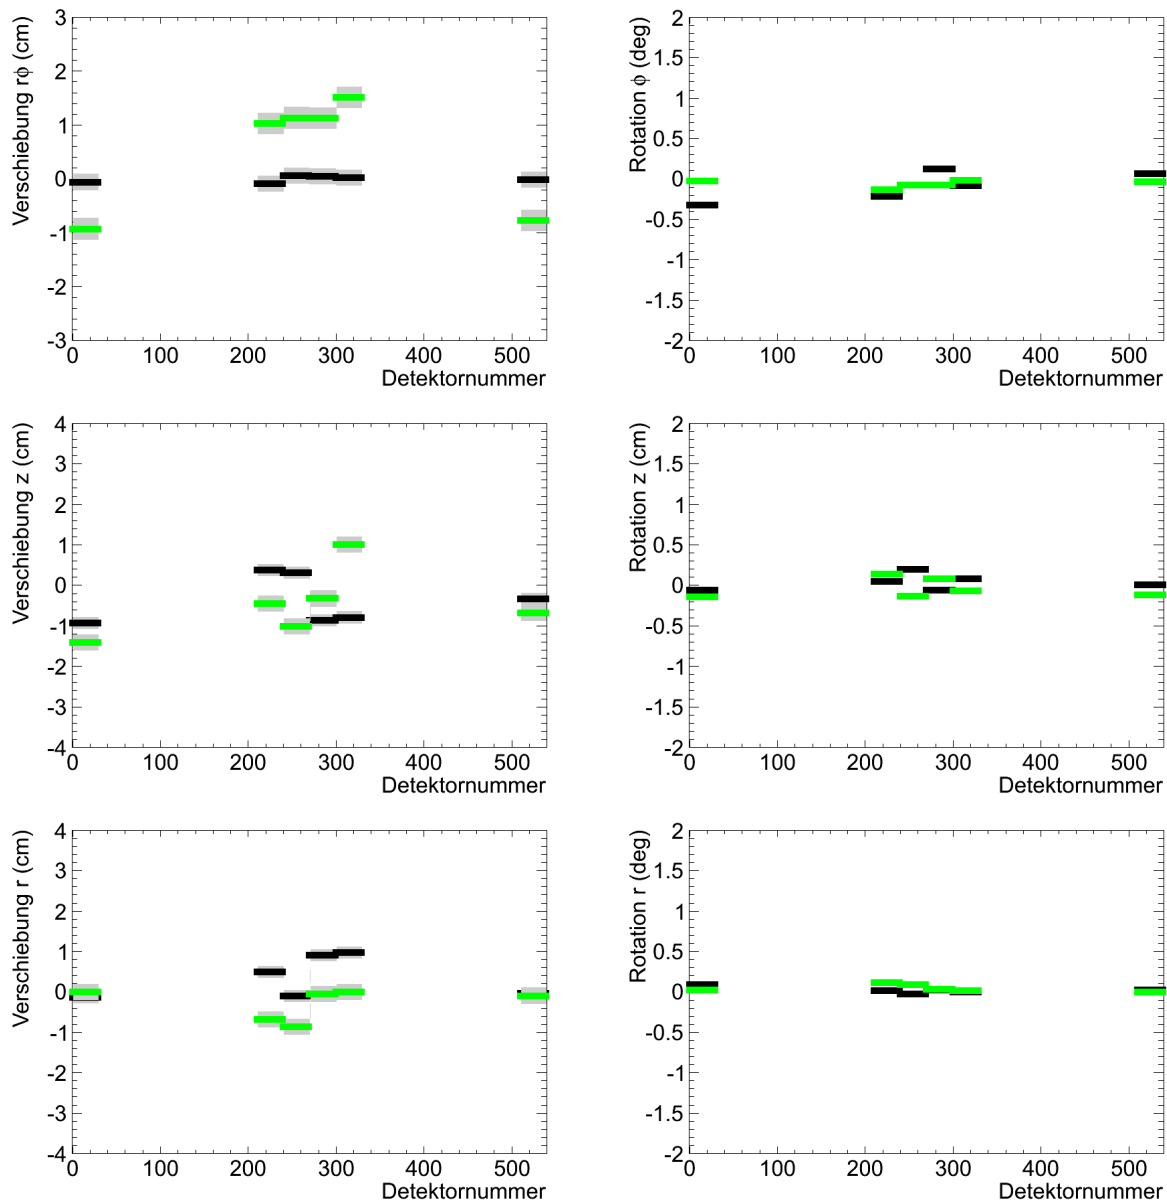 Verschiebung rϕ (cm)
3
2
1
0
-1
-2
-3
0 100 200 300 400 500
Detektornummer
Rotation ϕ (deg)
2
1.5
1
0.5
0
-0.5
-1
-1.5
-2
0 100 200 300 400 500
Detektornummer
Verschiebung z (cm)
4
3
2
1
0
-1
-2
-3
-4
0 100 200 300 400 500
Detektornummer
Rotation z (cm)
2
1.5
1
0.5
0
-0.5
-1
-1.5
-2
0 100 200 300 400 500
Detektornummer
Verschiebung r (cm)
4
3
2
1
0
-1
-2
-3
-4
0 100 200 300 400 500
Detektornummer
Rotation r (deg)
2
1.5
1
0.5
0
-0.5
-1
-1.5
-2
0 100 200 300 400 500
Detektornummer